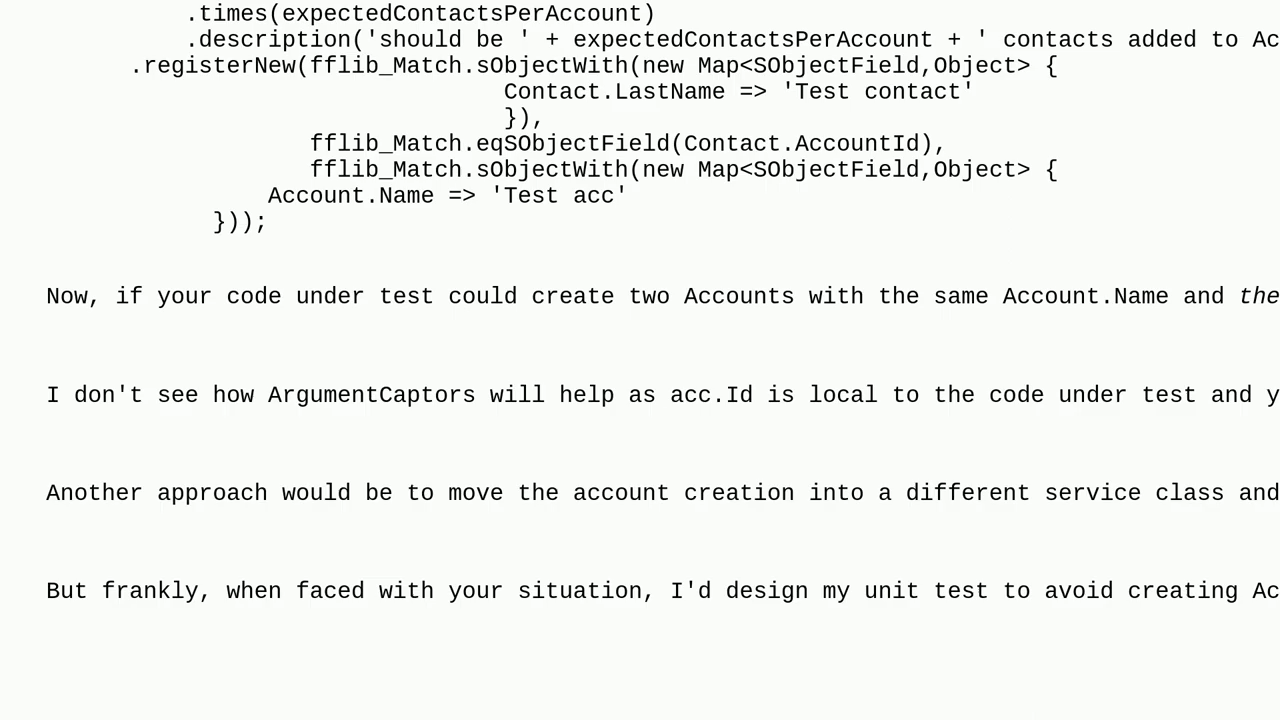 .times(expectedContactsPerAccount)
.description('should be ' + expectedContactsPerAccount + ' contacts added to Ac
.registerNew(fflib_Match.sObjectWith(new Map<SObjectField,Object> {
Contact.LastName => 'Test contact'
}),
fflib_Match.eqSObjectField(Contact.AccountId),
fflib_Match.sObjectWith(new Map<SObjectField,Object> {
Account.Name => 'Test acc'
}));
Now, if your code under test could create two Accounts with the same Account.Name and the
I don't see how ArgumentCaptors will help as acc.Id is local to the code under test and y
Another approach would be to move the account creation into a different service class and
But frankly, when faced with your situation, I'd design my unit test to avoid creating Ac